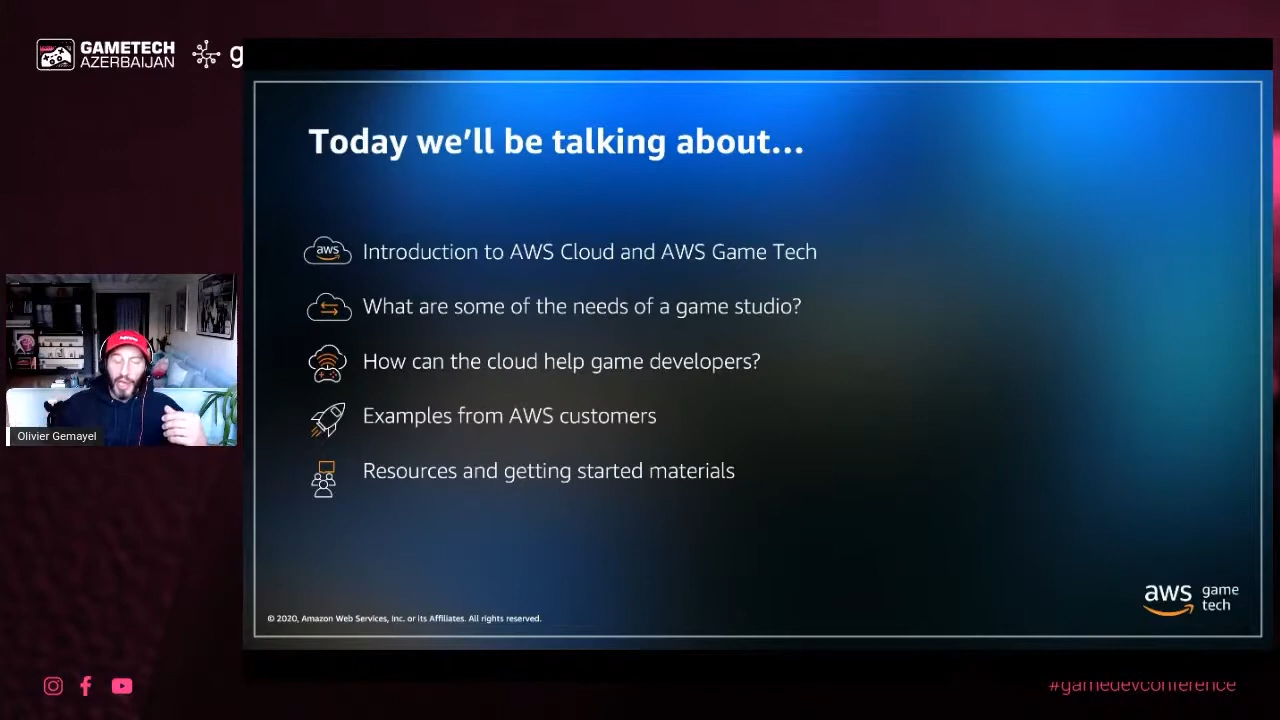 GAMETECH
AZERBAIJAN
g
Today we’ll be talking about...
aws
Introduction to AWS Cloud and AWS Game Tech
What are some of the needs of a game studio?
How can the cloud help game developers?
Examples from AWS customers
Resources and getting started materials
Olivier Gemayel
© 2020, Amazon Web Services, Inc. or its Affiliates. All rights reserved.
aws game tech
#gamedevconference